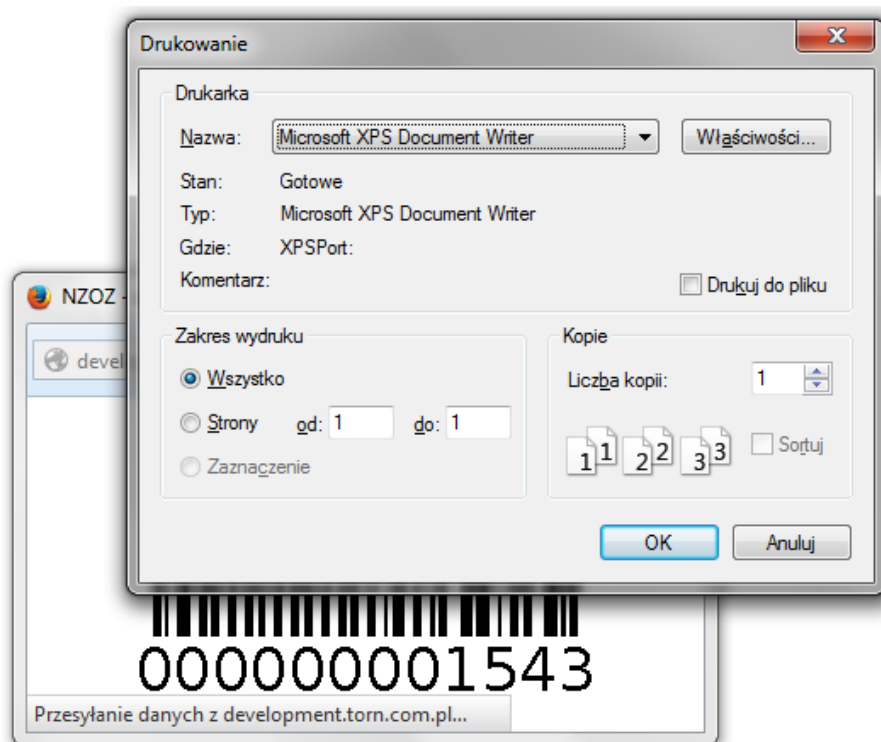 Drukowanie
Drukarka
Nazwa: Microsoft XPS Document Writer Właściwości...
Stan: Gotowe
Typ: Microsoft XPS Document Writer
Gdzie: XPSPort:
Komentarz: Drukuj do pliku
Zakres wydruku
Wszystko
Strony od: 1 do: 1
Zaznaczenie
Kopie
Liczba kopii: 1
1 1 2 2 3 3 Sortuj
OK Anuluj
NZOZ -
devel
000000001543
Przesyłanie danych z development.torn.com.pl...